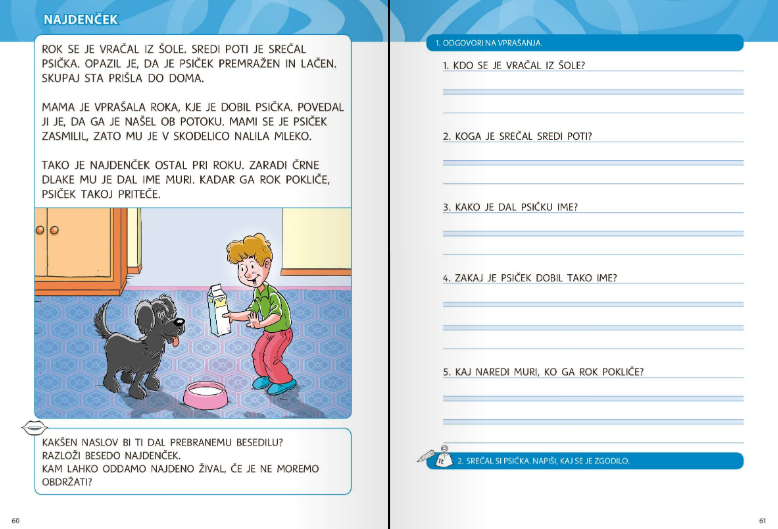 NAJDENČEK
ROK SE JE VRAČAL IZ ŠOLE. SREDI POTI JE SREČAL
PSIČKA. OPAZIL JE, DA JE PSIČEK PREMRAŽEN IN LAČEN.
SKUPAJ STA PRIŠLA DO DOMA.
MAMA JE VPRAŠALA ROKA, KJE JE DOBIL PSIČKA. POVEDAL
JI JE, DA GA JE NAŠEL OB POTOKU. MAMI SE JE PSIČEK
ZASMILIL, ZATO MU JE V SKODELICO NALILA MLEKO.
TAKO JE NAJDENČEK OSTAL PRI ROKU. ZARADI ČRNE
DLAKE MU JE DAL IME MURI. KADAR GA ROK POKLIČE,
PSIČEK TAKOJ PRITEČE.
KAKŠEN NASLOV BI TI DAL PREBRANEMU BESEDILU?
RAZLOŽI BESEDO NAJDENČEK.
KAM LAHKO ODDAMO NAJDENO ŽIVAL, ČE JE NE MOREMO
OBDRŽATI?
60
1. ODGOVORI NA VPRAŠANJA.
1. KDO SE JE VRAČAL IZ ŠOLE?
2. KOGA JE SREČAL SREDI POTI?
3. KAKO JE DAL PSIČKU IME?
4. ZAKAJ JE PSIČEK DOBIL TAKO IME?
5. KAJ NAREDI MURI, KO GA ROK POKLIČE?
2. SREČAL SI PSIČKA. NAPIŠI, KAJ SE JE ZGODILO.
61